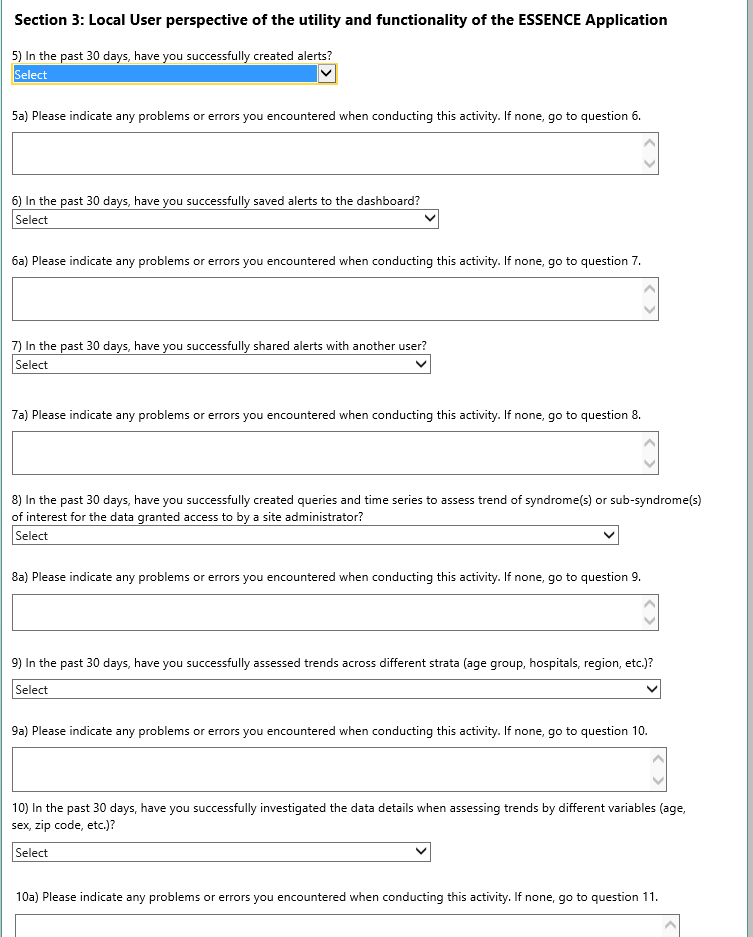 Section 3: Local User perspective of the utility and functionality of the ESSENCE Application
5) In the past 30 days, have you successfully created alerts?
Select
5a) Please indicate any problems or errors you encountered when conducting this activity. If none, go to question 6.
6) In the past 30 days, have you successfully saved alerts to the dashboard?
Select
6a) Please indicate any problems or errors you encountered when conducting this activity. If none, go to question 7.
7) In the past 30 days, have you successfully shared alerts with another user?
Select
7a) Please indicate any problems or errors you encountered when conducting this activity. If none, go to question 8.
8) In the past 30 days, have you successfully created queries and time series to assess trend of syndrome(s) or sub-syndrome(s)
of interest for the data granted access to by a site administrator?
Select
8a) Please indicate any problems or errors you encountered when conducting this activity. If none, go to question 9.
9) In the past 30 days, have you successfully assessed trends across different strata (age group, hospitals, region, etc.)?
Select
9a) Please indicate any problems or errors you encountered when conducting this activity. If none, go to question 10.
10) In the past 30 days, have you successfully investigated the data details when assessing trends by different variables (age,
sex, zip code, etc.)?
Select
10a) Please indicate any problems or errors you encountered when conducting this activity. If none, go to question 11.